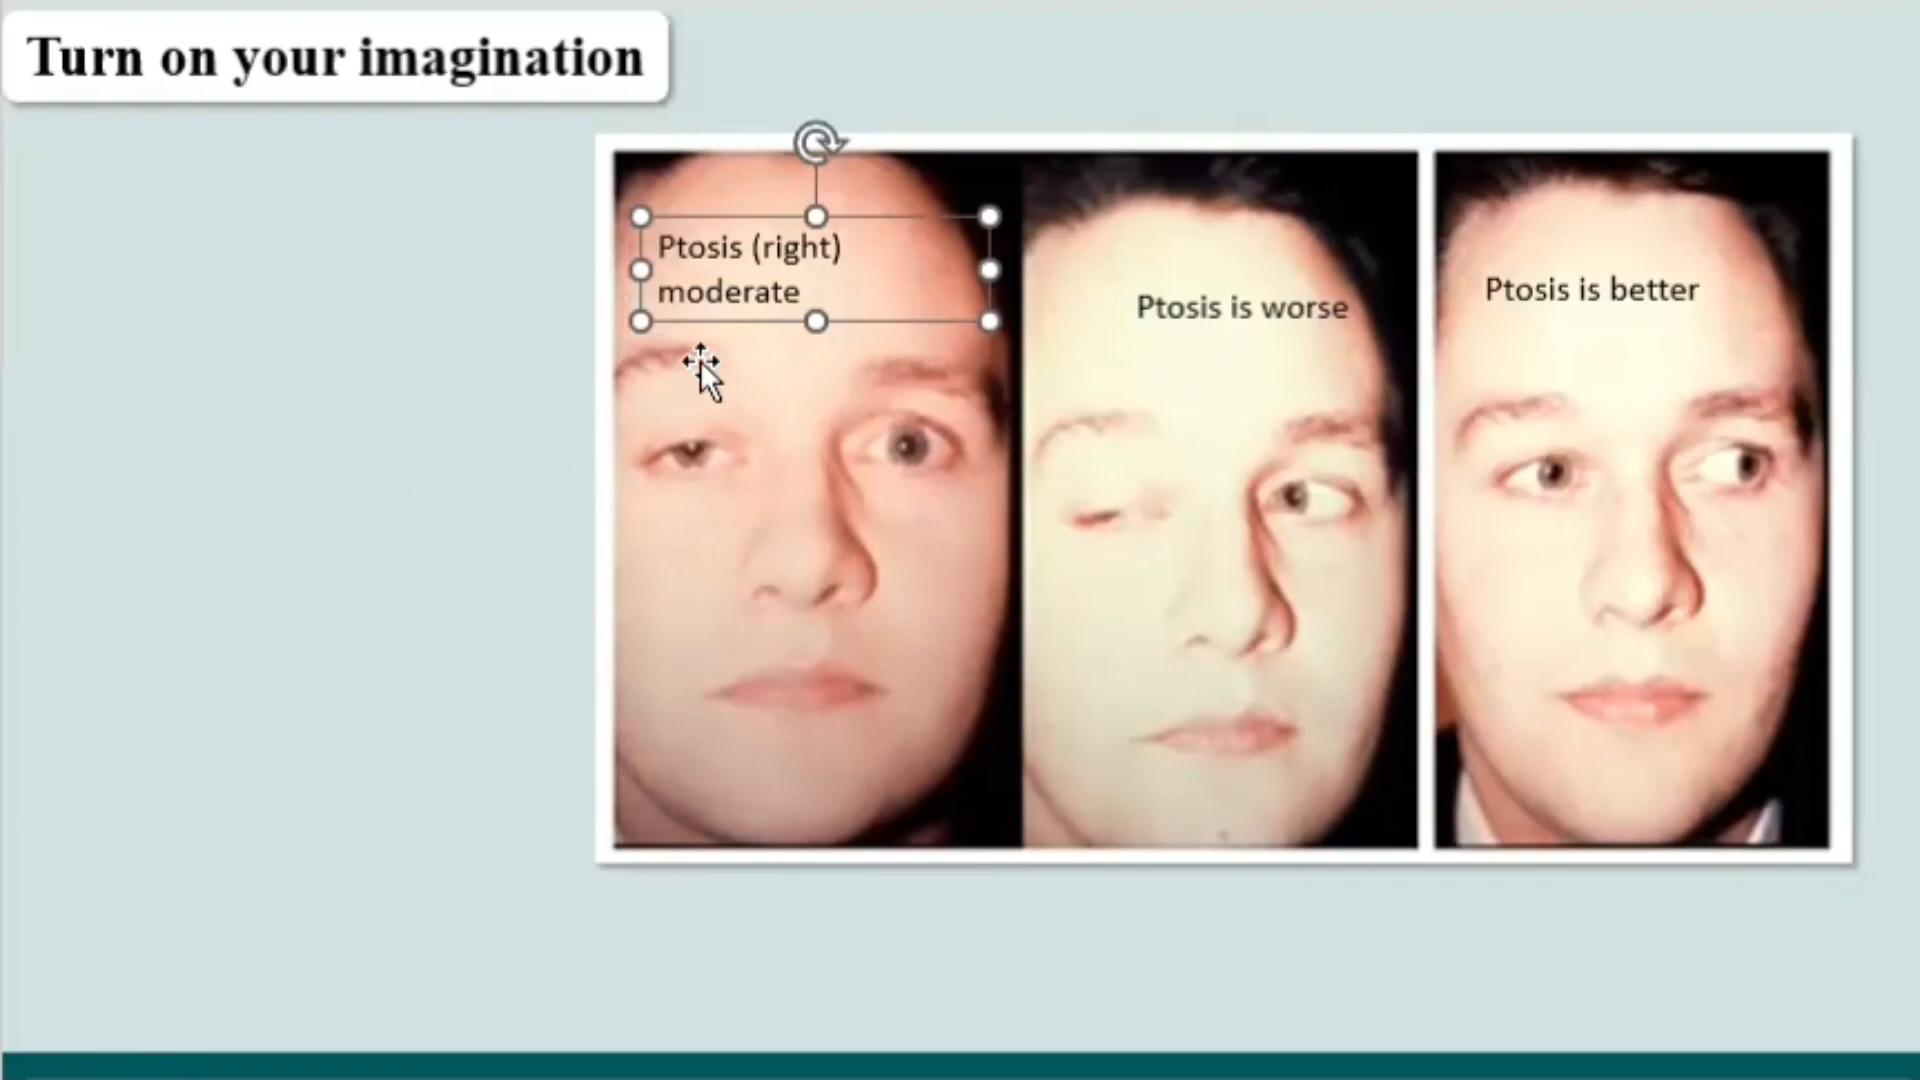 Turn on your imagination
Ptosis (right)
moderate
Ptosis is worse
Ptosis is better